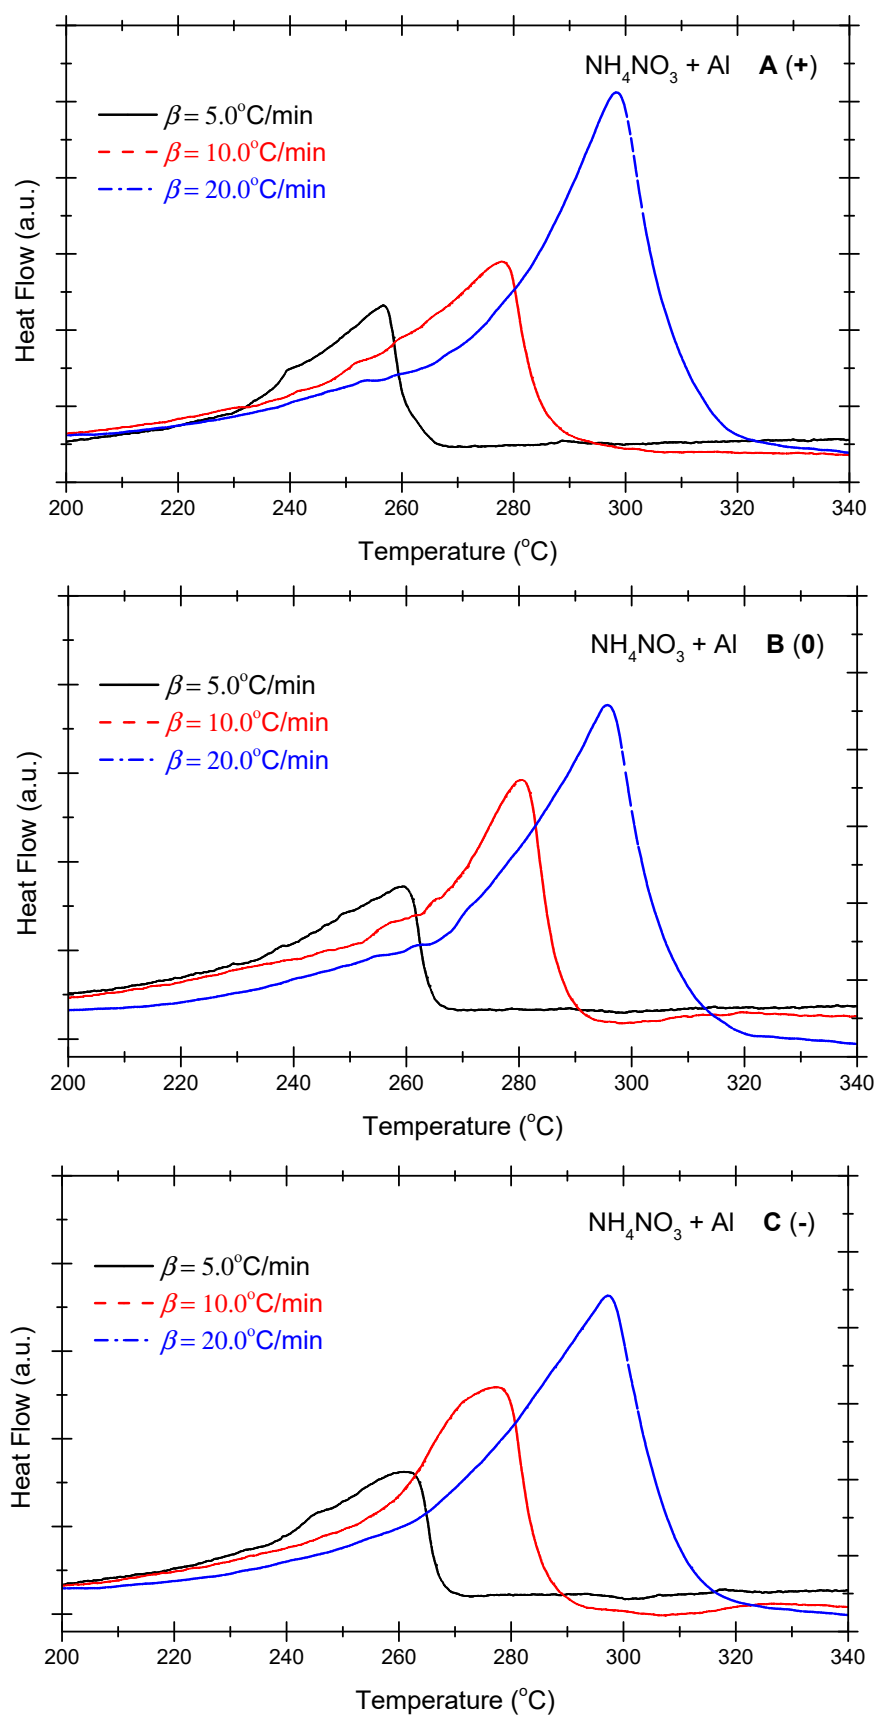 NH₄NO₃ + Al A (+)
β = 5.0°C/min
β = 10.0°C/min
β = 20.0°C/min
Heat Flow (a.u.)
200 220 240 260 280 300 320 340
Temperature (°C)
NH₄NO₃ + Al B (0)
β = 5.0°C/min
β = 10.0°C/min
β = 20.0°C/min
Heat Flow (a.u.)
200 220 240 260 280 300 320 340
Temperature (°C)
NH₄NO₃ + Al C (-)
β = 5.0°C/min
β = 10.0°C/min
β = 20.0°C/min
Heat Flow (a.u.)
200 220 240 260 280 300 320 340
Temperature (°C)